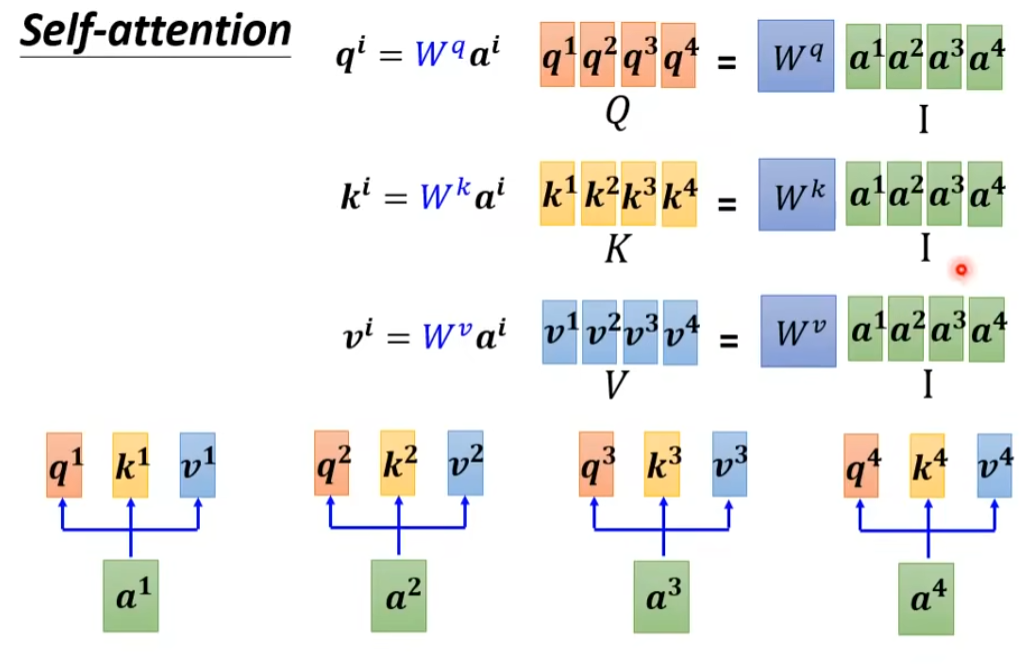 Self-attention
qⁱ = W^q aⁱ q¹ q² q³ q⁴ = W^q a¹ a² a³ a⁴
Q I
kⁱ = W^k aⁱ k¹ k² k³ k⁴ = W^k a¹ a² a³ a⁴
K I
vⁱ = W^v aⁱ v¹ v² v³ v⁴ = W^v a¹ a² a³ a⁴
V I
q¹ k¹ v¹ q² k² v² q³ k³ v³ q⁴ k⁴ v⁴
a¹ a² a³ a⁴